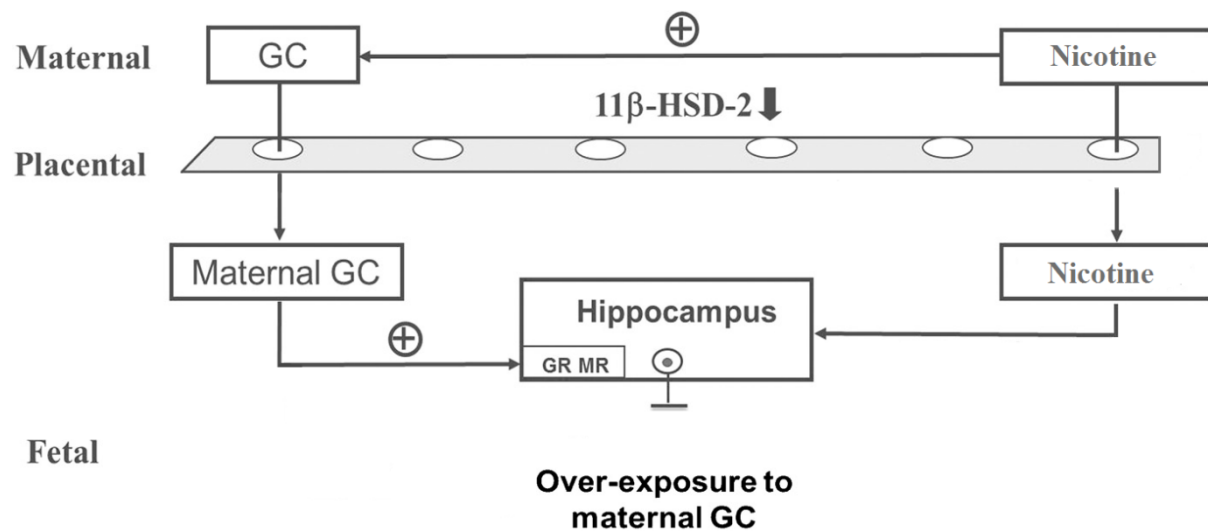 Maternal
GC
⊕
Nicotine
11β-HSD-2
Placental
Maternal GC
Nicotine
⊕
Hippocampus
GR MR
Fetal
Over-exposure to
maternal GC